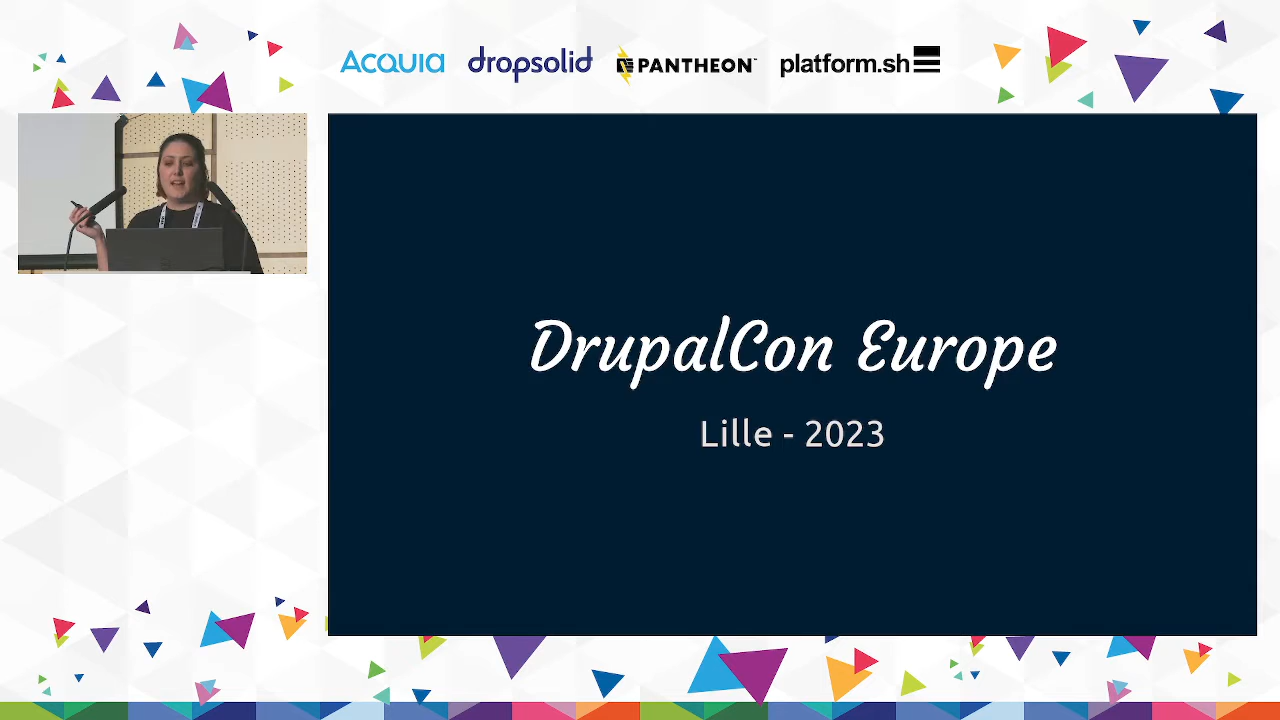 Acquia
dropsolid
PANTHEON
platform.sh
DrupalCon Europe
Lille - 2023